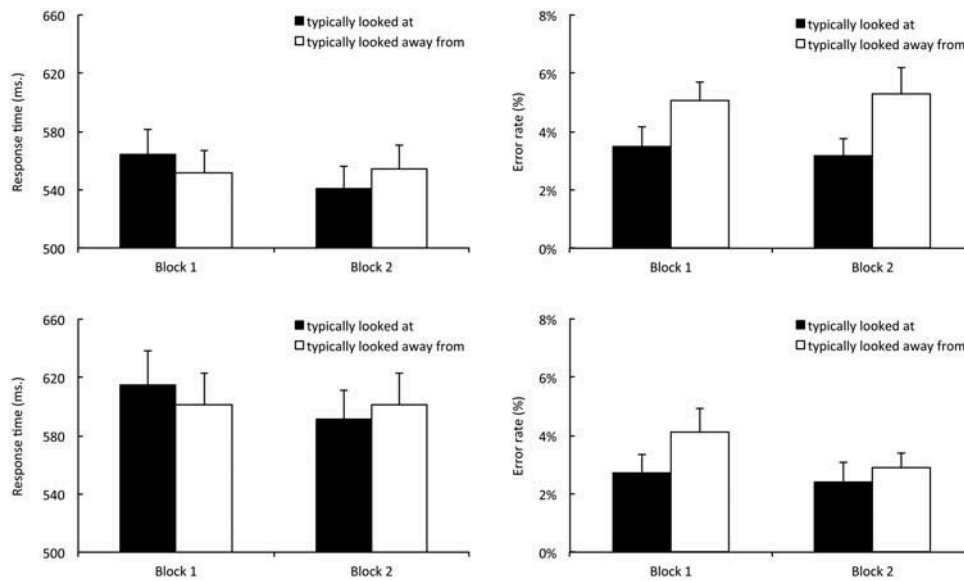 660
620
580
540
500
Response time (ms.)
typically looked at
typically looked away from
Block 1
Block 2
8%
6%
4%
2%
0%
Error rate (%)
typically looked at
typically looked away from
Block 1
Block 2
660
620
580
540
500
Response time (ms.)
typically looked at
typically looked away from
Block 1
Block 2
8%
6%
4%
2%
0%
Error rate (%)
typically looked at
typically looked away from
Block 1
Block 2